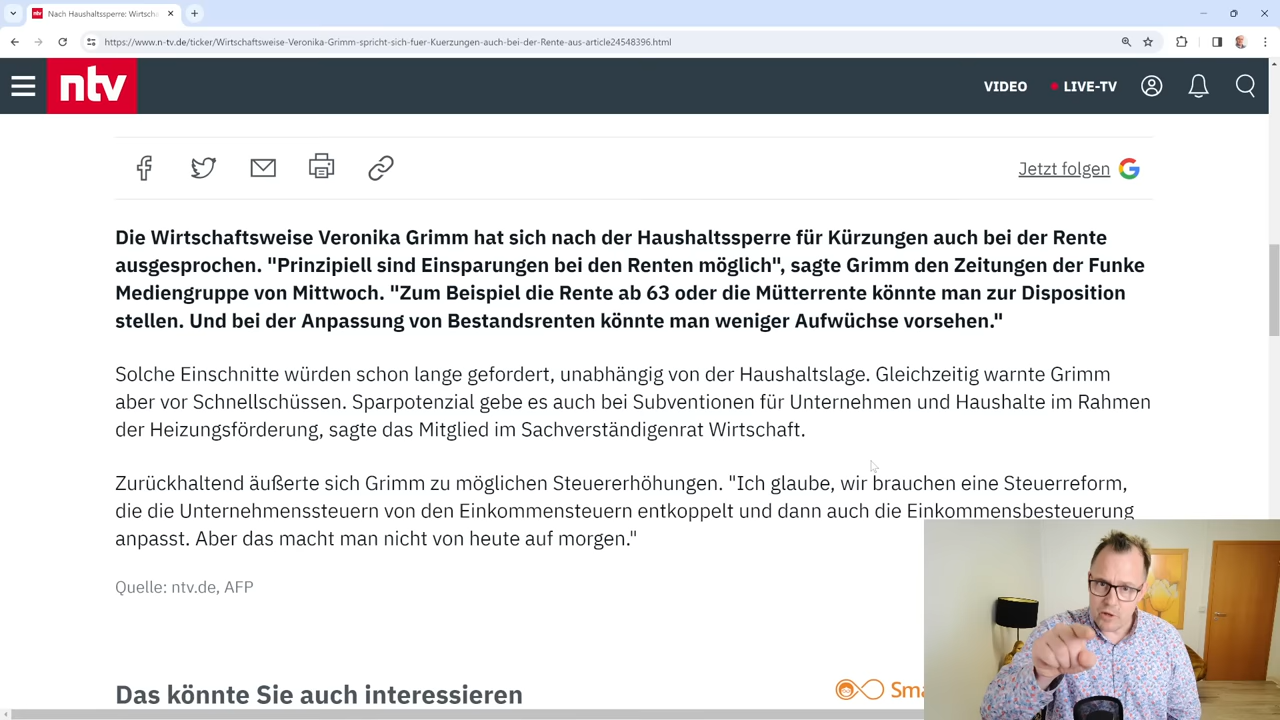 Nach Haushaltssperre: Wirtscha
https://www.n-tv.de/ticker/Wirtschaftsweise-Veronika-Grimm-spricht-sich-fuer-Kuerzungen-auch-bei-der-Rente-aus-article24548396.html
ntv
VIDEO
LIVE-TV
Jetzt folgen
Die Wirtschaftsweise Veronika Grimm hat sich nach der Haushaltssperre für Kürzungen auch bei der Rente
ausgesprochen. "Prinzipiell sind Einsparungen bei den Renten möglich", sagte Grimm den Zeitungen der Funke
Mediengruppe von Mittwoch. "Zum Beispiel die Rente ab 63 oder die Mütterrente könnte man zur Disposition
stellen. Und bei der Anpassung von Bestandsrenten könnte man weniger Aufwüchse vorsehen."
Solche Einschnitte würden schon lange gefordert, unabhängig von der Haushaltslage. Gleichzeitig warnte Grimm
aber vor Schnellschüssen. Sparpotenzial gebe es auch bei Subventionen für Unternehmen und Haushalte im Rahmen
der Heizungsförderung, sagte das Mitglied im Sachverständigenrat Wirtschaft.
Zurückhaltend äußerte sich Grimm zu möglichen Steuererhöhungen. "Ich glaube, wir brauchen eine Steuerreform,
die die Unternehmenssteuern von den Einkommensteuern entkoppelt und dann auch die Einkommensbesteuerung
anpasst. Aber das macht man nicht von heute auf morgen."
Quelle: ntv.de, AFP
Das könnte Sie auch interessieren
Sma